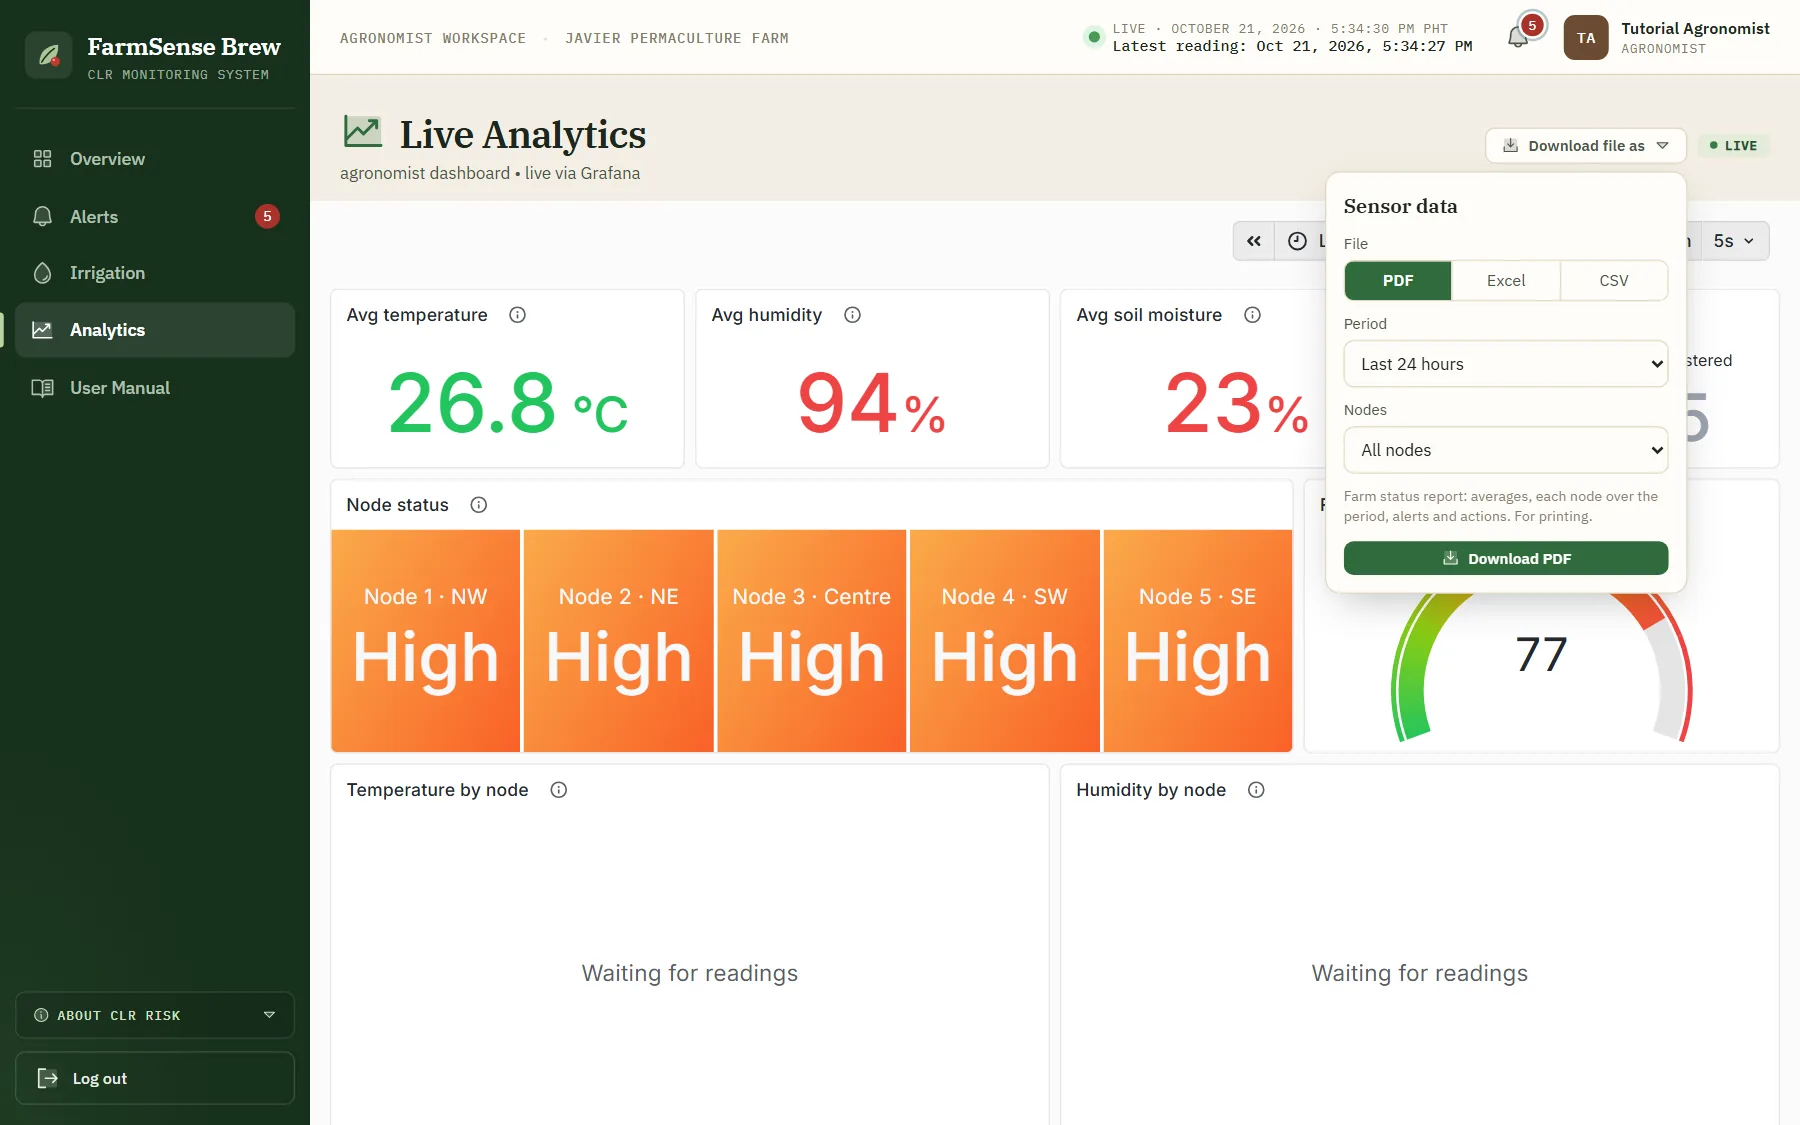 FarmSense Brew
CLR MONITORING SYSTEM
Overview
Alerts
5
Irrigation
Analytics
User Manual
ABOUT CLR RISK
Log out
AGRONOMIST WORKSPACE · JAVIER PERMACULTURE FARM
LIVE · OCTOBER 21, 2026 · 5:34:30 PM PHT
Latest reading: Oct 21, 2026, 5:34:27 PM
5
TA
Tutorial Agronomist
AGRONOMIST
Live Analytics
agronomist dashboard • live via Grafana
Download file as
LIVE
5s
Sensor data
File
PDF
Excel
CSV
Period
Last 24 hours
Nodes
All nodes
Farm status report: averages, each node over the
period, alerts and actions. For printing.
Download PDF
Avg temperature
26.8 °C
Avg humidity
94%
Avg soil moisture
23%
stered
5
Node status
Node 1 · NW
High
Node 2 · NE
High
Node 3 · Centre
High
Node 4 · SW
High
Node 5 · SE
High
77
Temperature by node
Waiting for readings
Humidity by node
Waiting for readings